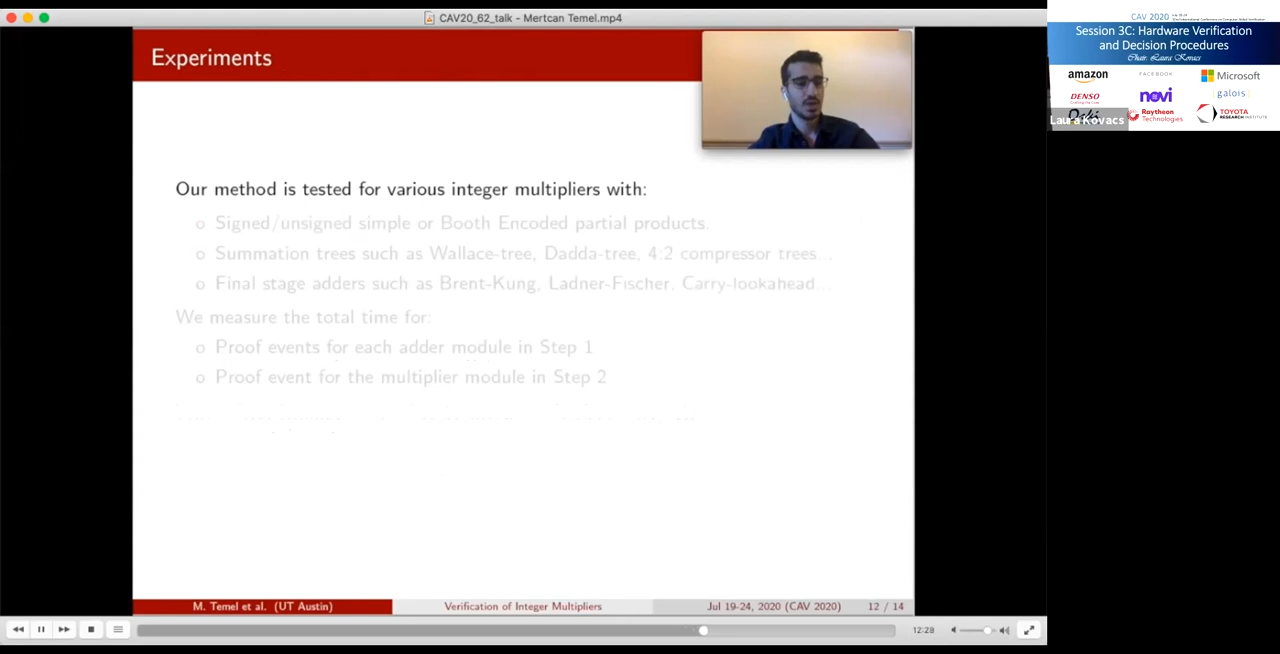 CAV20_62_talk - Mertcan Temel.mp4
Experiments
Our method is tested for various integer multipliers with:
o Signed/unsigned simple or Booth Encoded partial products.
o Summation trees such as Wallace-tree, Dadda-tree, 4:2 compressor trees...
o Final stage adders such as Brent-Kung, Ladner-Fischer, Carry-lookahead...
We measure the total time for:
o Proof events for each adder module in Step 1
o Proof event for the multiplier module in Step 2
M. Temel et al. (UT Austin)
Verification of Integer Multipliers
Jul 19-24, 2020 (CAV 2020)
12 / 14
12:28
CAV 2020
Session 3C: Hardware Verification
and Decision Procedures
Chair: Laura Kovacs
amazon
FACEBOOK
Microsoft
DENSO
novi
galois
Laura Kovacs
Raytheon
Technologies
TOYOTA
RESEARCH INSTITUTE